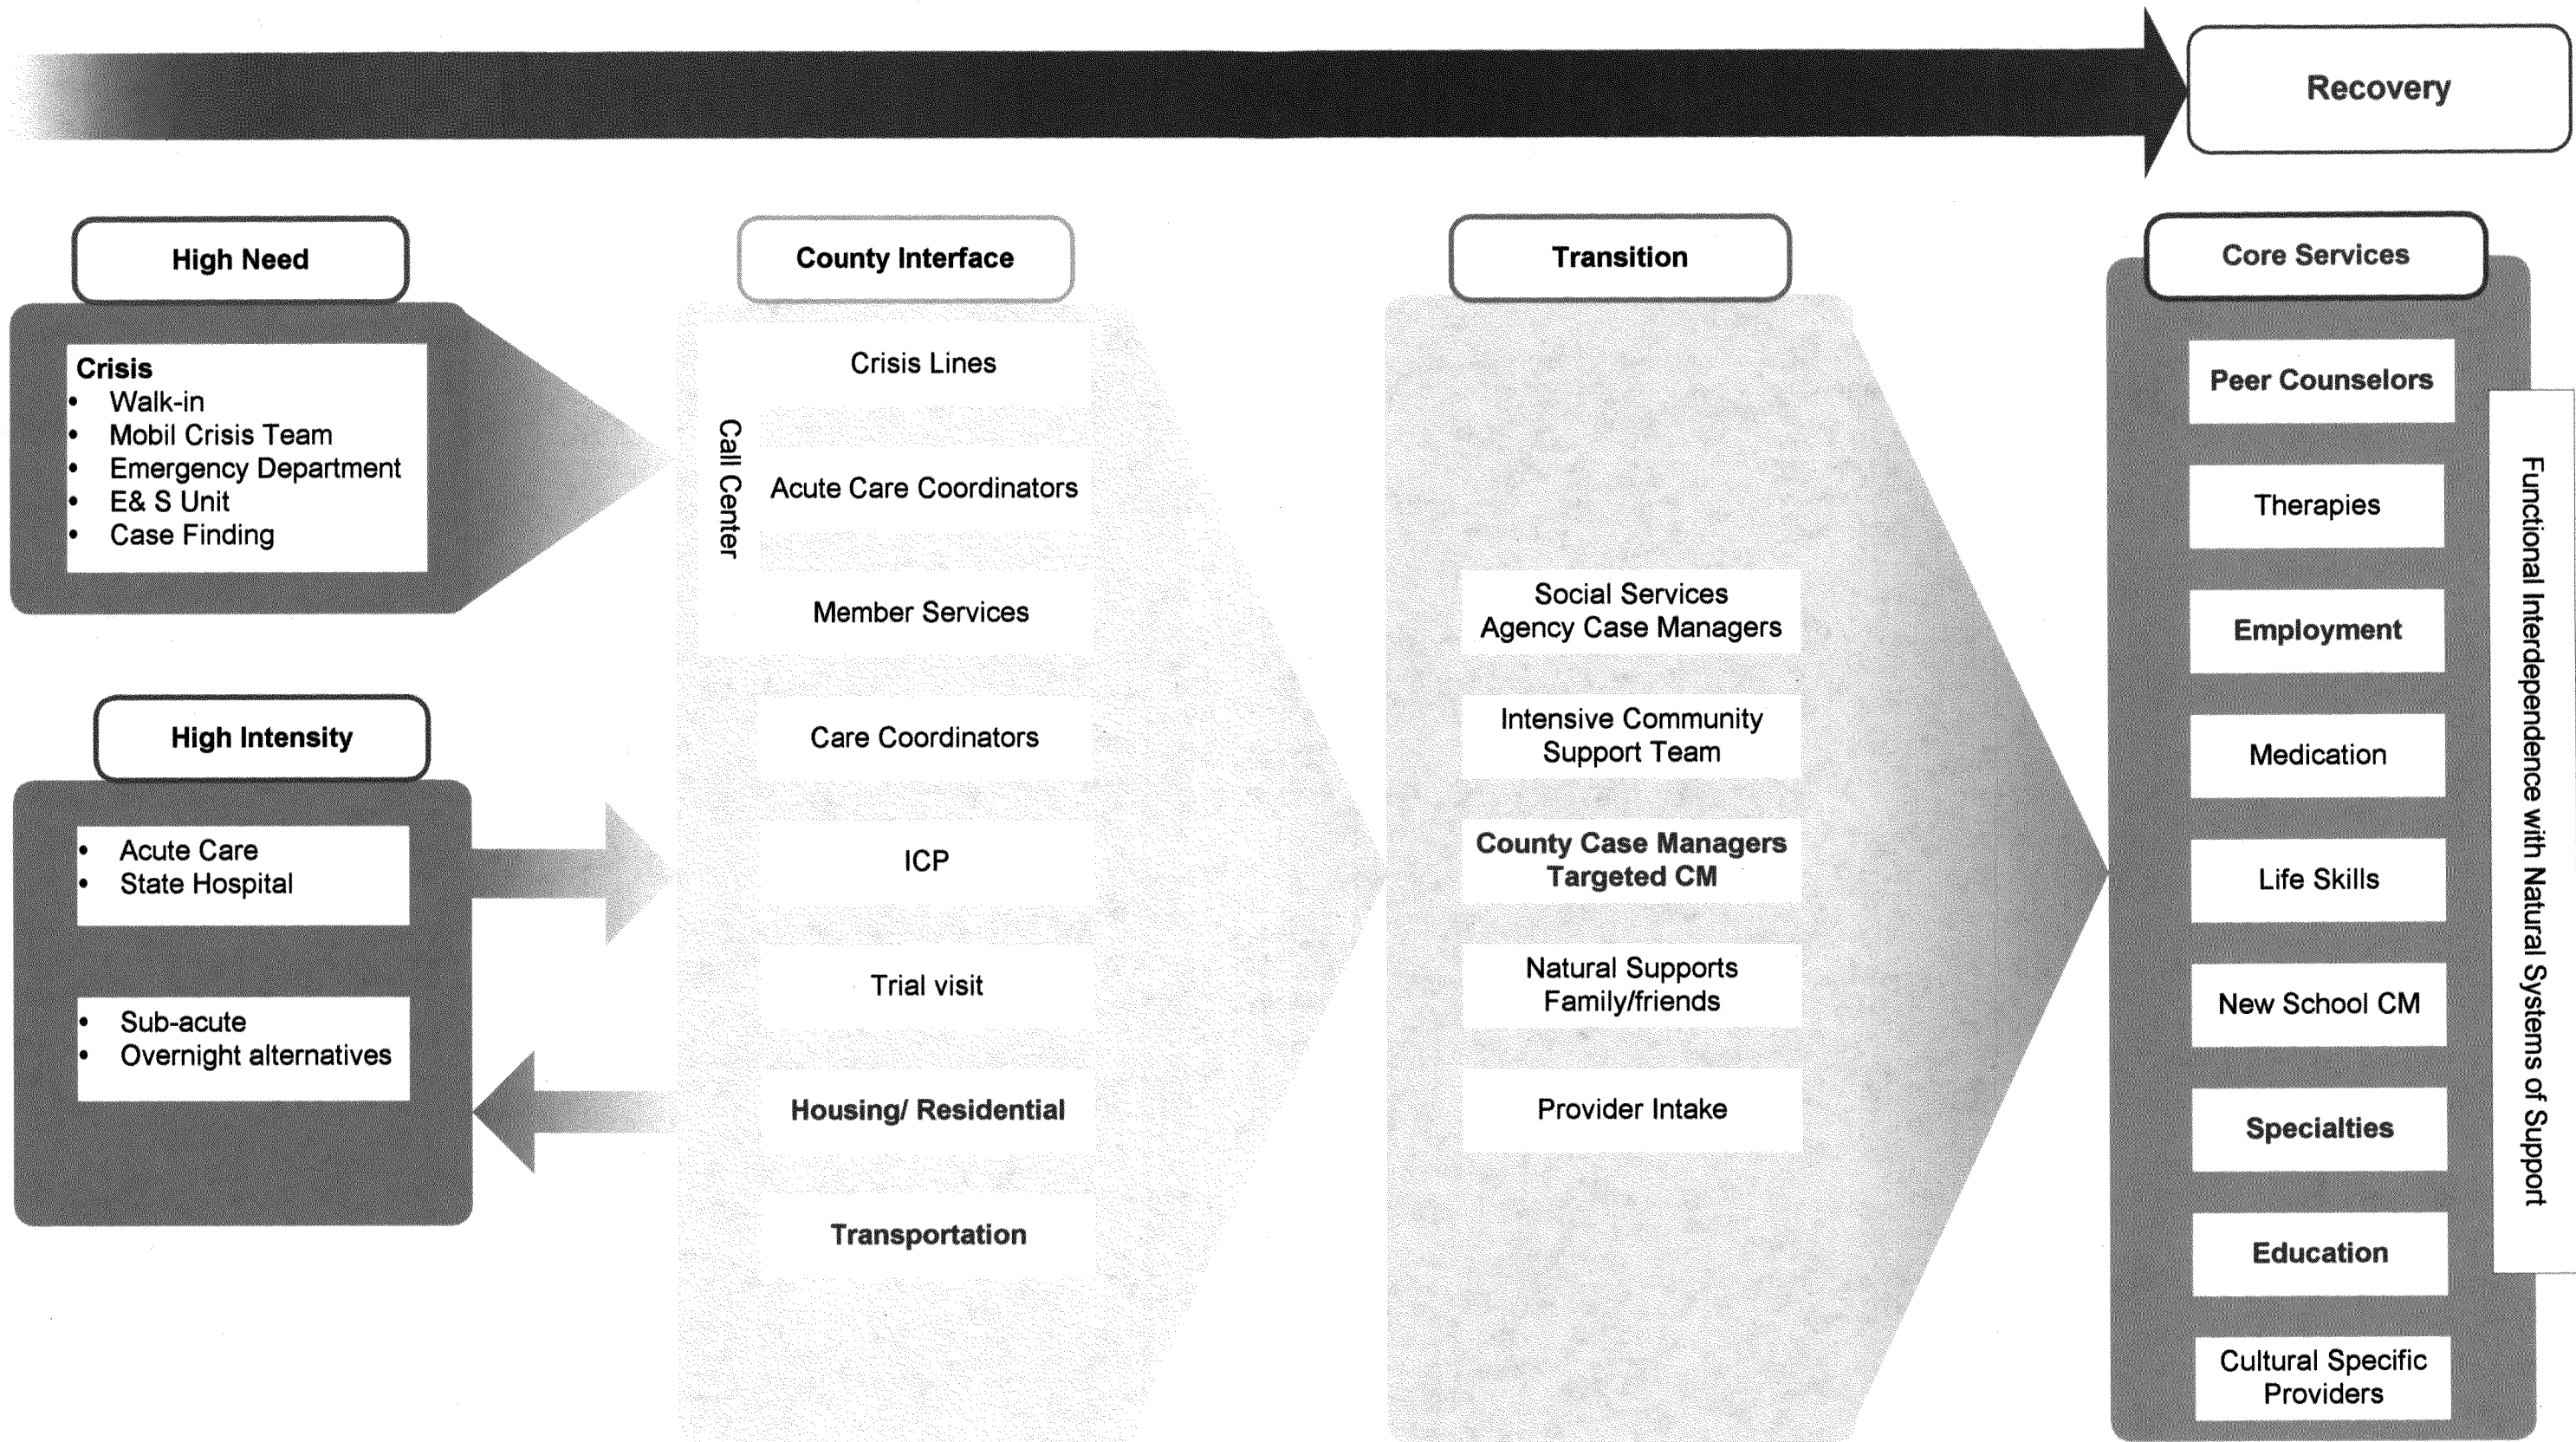 Recovery
High Need
Crisis
• Walk-in
• Mobil Crisis Team
• Emergency Department
• E& S Unit
• Case Finding
High Intensity
• Acute Care
• State Hospital
• Sub-acute
• Overnight alternatives
County Interface
Call Center
Crisis Lines
Acute Care Coordinators
Member Services
Care Coordinators
ICP
Trial visit
Housing/ Residential
Transportation
Transition
Social Services
Agency Case Managers
Intensive Community
Support Team
County Case Managers
Targeted CM
Natural Supports
Family/friends
Provider Intake
Core Services
Peer Counselors
Therapies
Employment
Medication
Life Skills
New School CM
Specialties
Education
Cultural Specific
Providers
Functional Interdependence with Natural Systems of Support